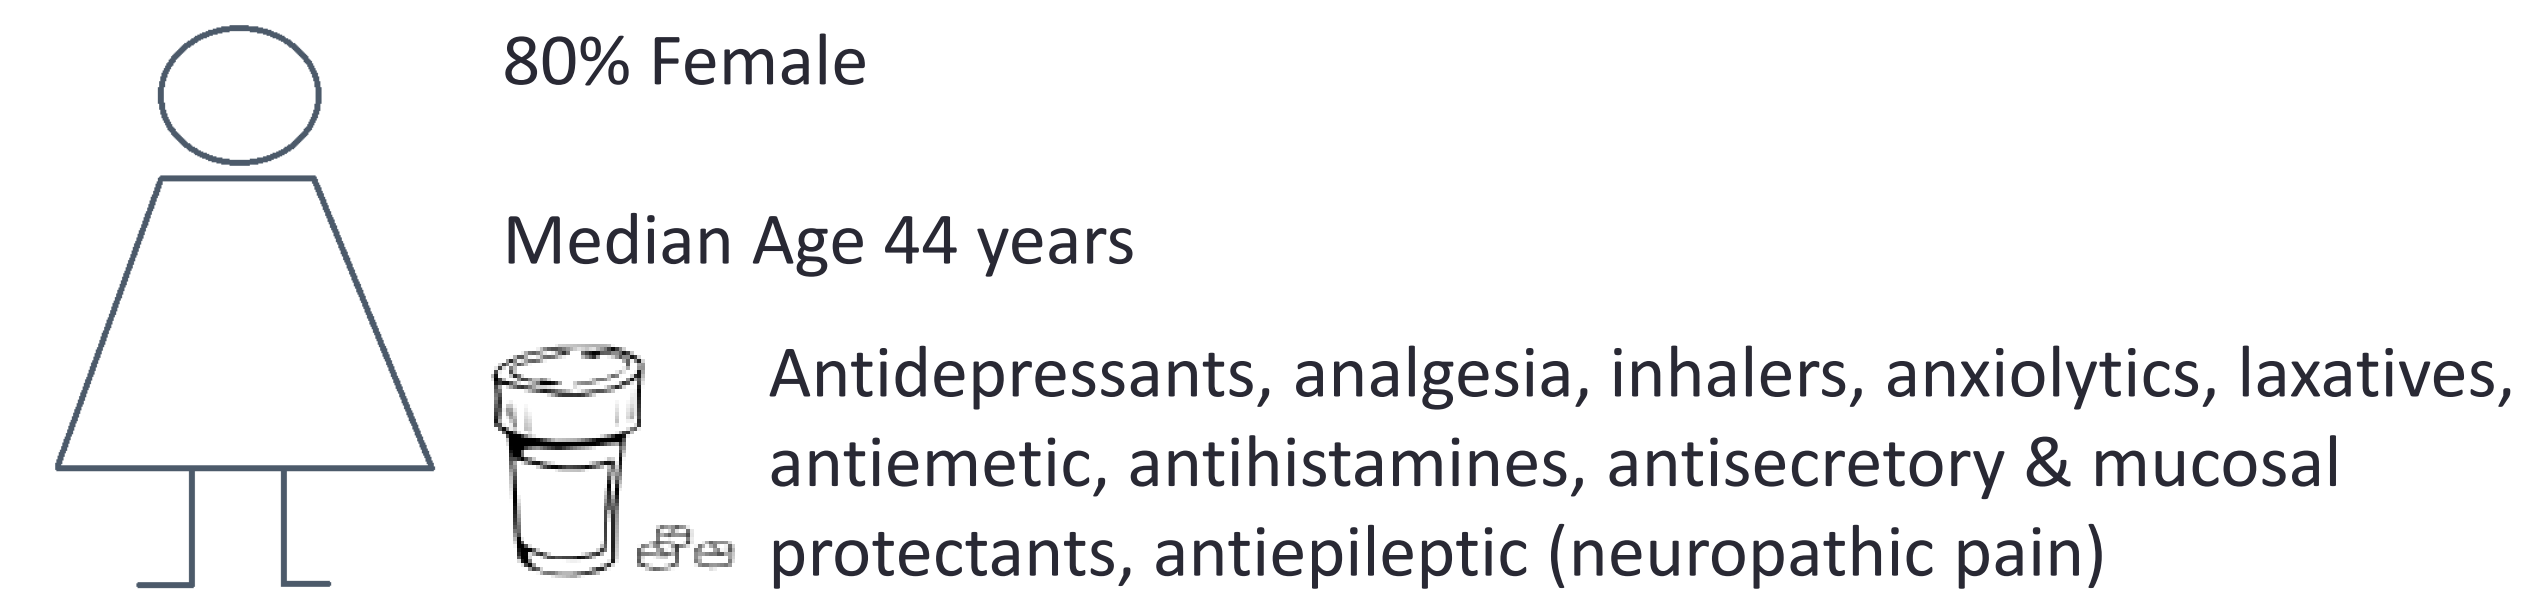 80% Female
Median Age 44 years
Antidepressants, analgesia, inhalers, anxiolytics, laxatives,
antiemetic, antihistamines, antisecretory & mucosal
protectants, antiepileptic (neuropathic pain)